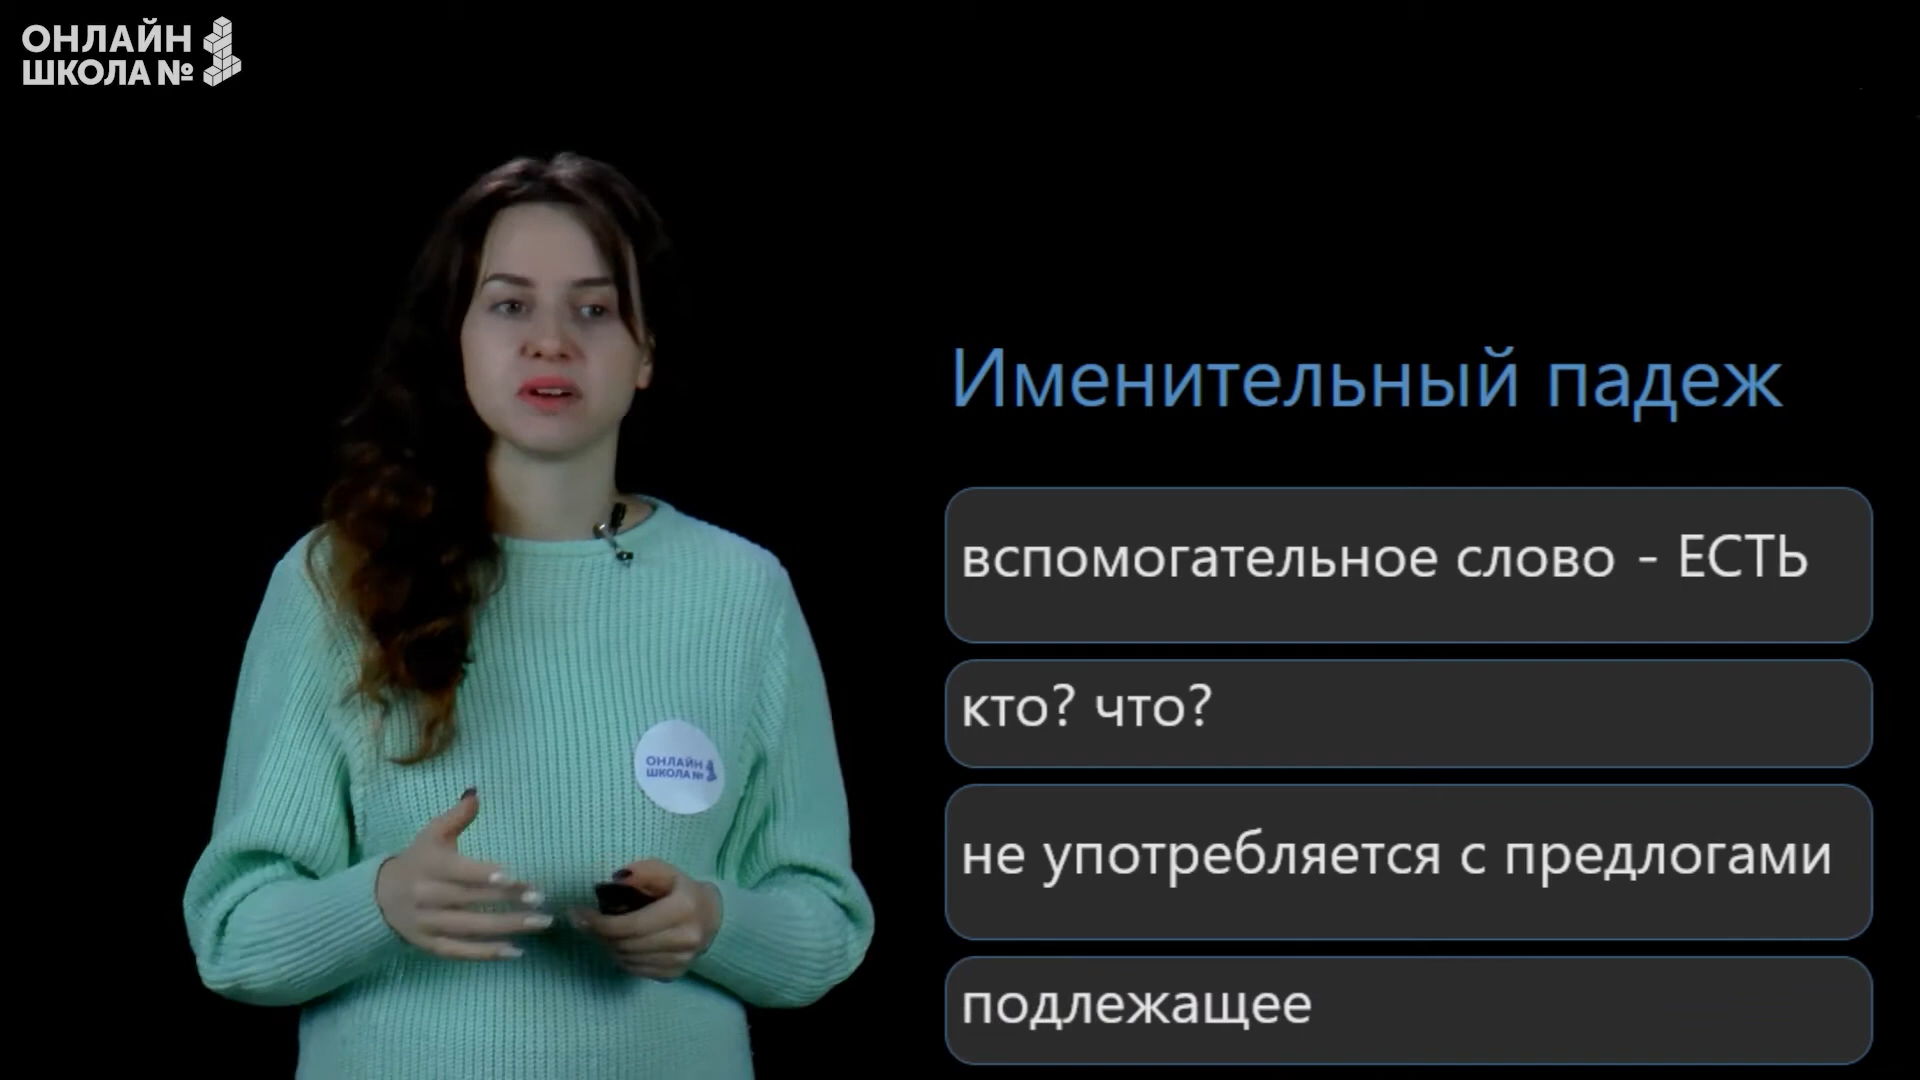 ОНЛАЙН
ШКОЛА №
Именительный падеж
вспомогательное слово - ЕСТЬ
кто? что?
не употребляется с предлогами
подлежащее
ОНЛАЙН
ШКОЛА №